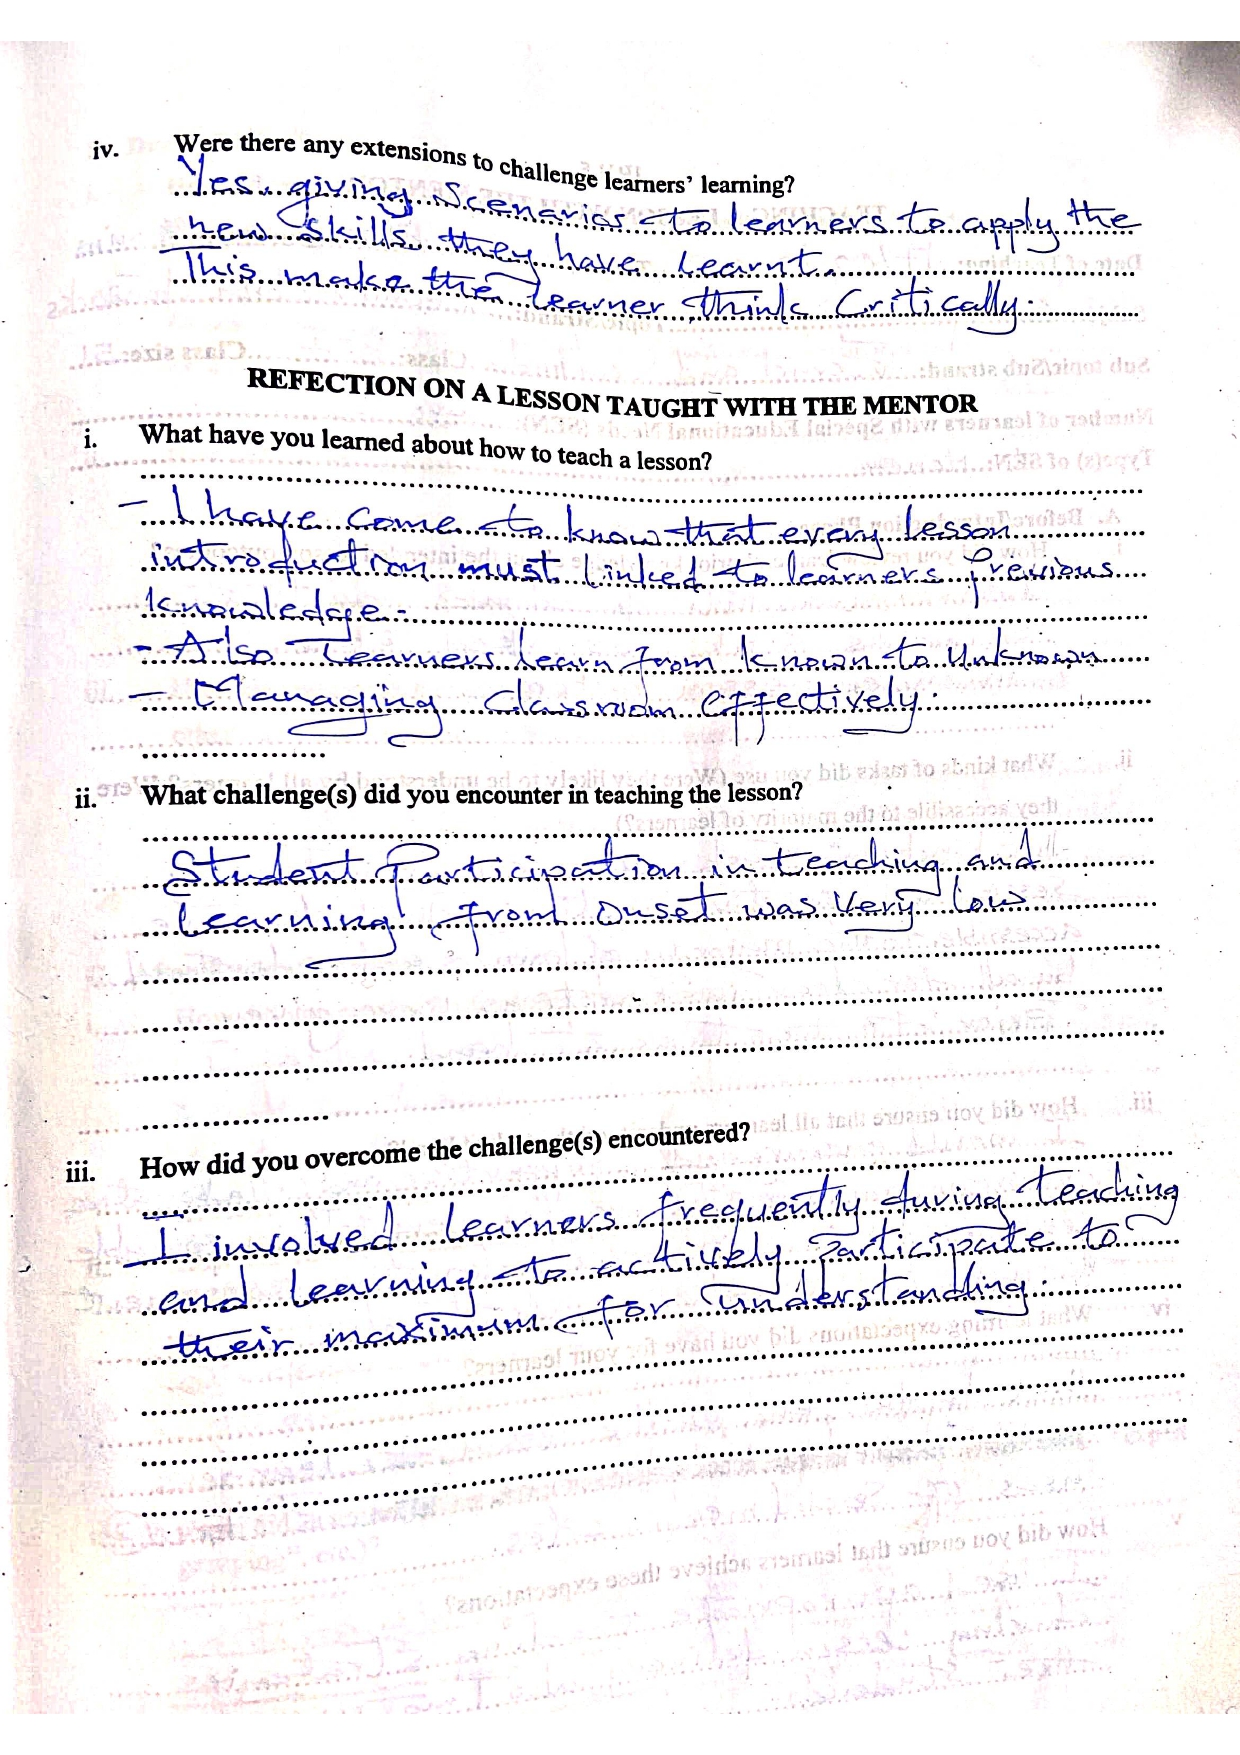 iv. Were there any extensions to challenge learners' learning?
Yes, giving Scenarios to learners to apply the
new skills they have learnt.
This make the learner think Critically.
REFECTION ON A LESSON TAUGHT WITH THE MENTOR
i. What have you learned about how to teach a lesson?
- I have come to know that every lesson
introduction must linked to learners previous
knowledge.
- Also Learners learn from known to unknown
- Managing Classroom effectively.
ii. What challenge(s) did you encounter in teaching the lesson?
Student Participation in teaching and
learning from onset was very low
iii. How did you overcome the challenge(s) encountered?
I involved learners frequently during teaching
and learning to actively participate to
their maximum for understanding.